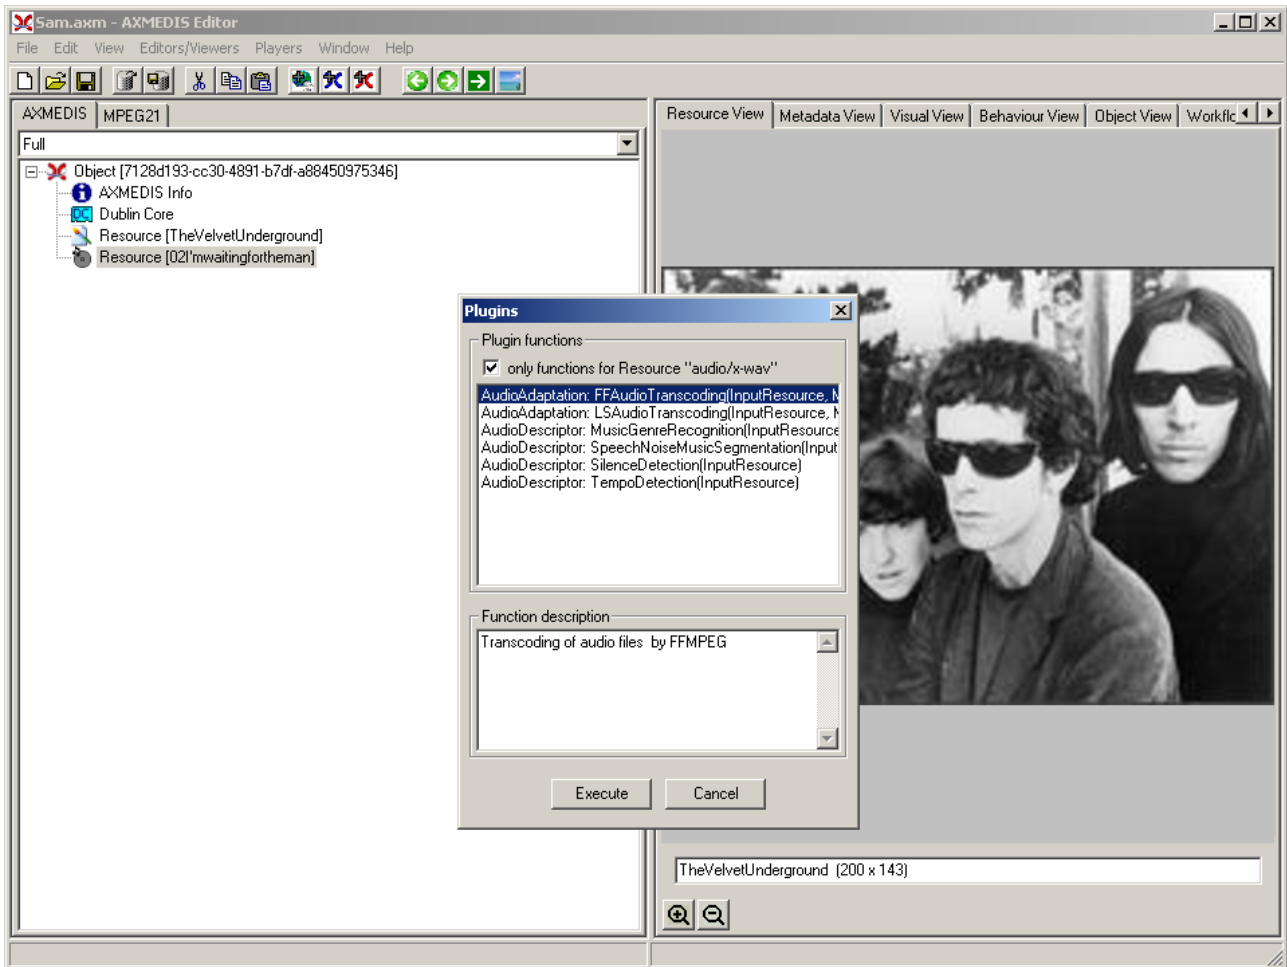 Sam.axm - AXMEDIS Editor
File Edit View Editors/Viewers Players Window Help
AXMEDIS MPEG21
Full
Object [7128d193-cc30-4891-b7df-a88450975346]
AXMEDIS Info
DC Dublin Core
Resource [TheVelvetUnderground]
Resource [02I'mwaitingfortheman]
Resource View Metadata View Visual View Behaviour View Object View Workflc
Plugins
Plugin functions
only functions for Resource "audio/x-wav"
AudioAdaptation: FFAudioTranscoding(InputResource, M
AudioAdaptation: LSAudioTranscoding(InputResource, M
AudioDescriptor: MusicGenreRecognition(InputResource
AudioDescriptor: SpeechNoiseMusicSegmentation(Input
AudioDescriptor: SilenceDetection(InputResource)
AudioDescriptor: TempoDetection(InputResource)
Function description
Transcoding of audio files by FFMPEG
Execute Cancel
TheVelvetUnderground (200 x 143)